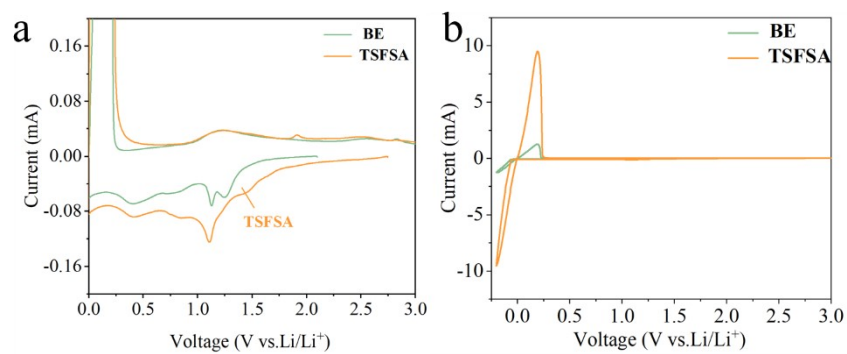 a
BE
TSFSA
0.16
0.08
0.00
-0.08
-0.16
Current (mA)
TSFSA
0.0
0.5
1.0
1.5
2.0
2.5
3.0
Voltage (V vs.Li/Li⁺)
b
BE
TSFSA
10
5
0
-5
-10
Current (mA)
0.0
0.5
1.0
1.5
2.0
2.5
3.0
Voltage (V vs.Li/Li⁺)